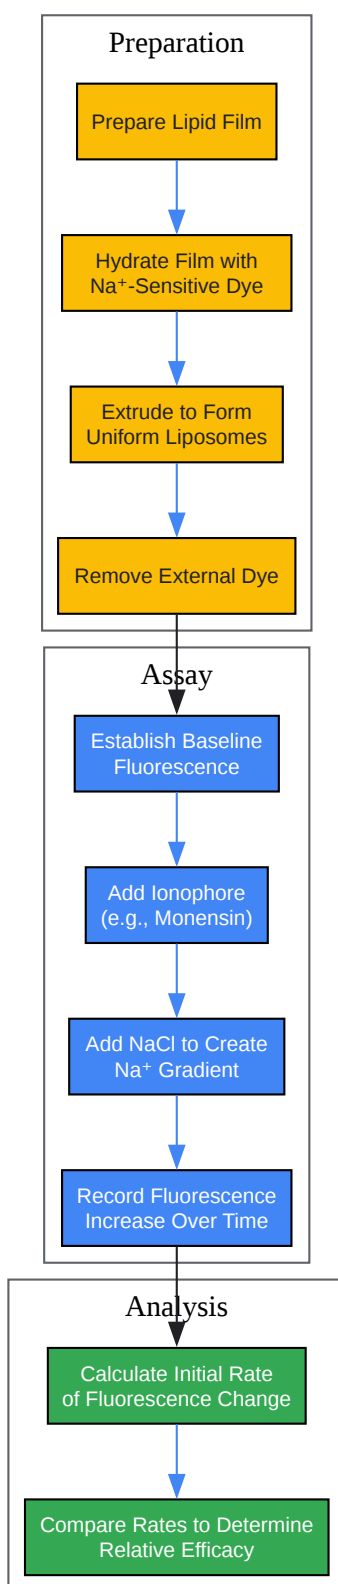 Preparation
Prepare Lipid Film
Hydrate Film with
Na⁺-Sensitive Dye
Extrude to Form
Uniform Liposomes
Remove External Dye
Assay
Establish Baseline
Fluorescence
Add Ionophore
(e.g., Monensin)
Add NaCl to Create
Na⁺ Gradient
Record Fluorescence
Increase Over Time
Analysis
Calculate Initial Rate
of Fluorescence Change
Compare Rates to Determine
Relative Efficacy